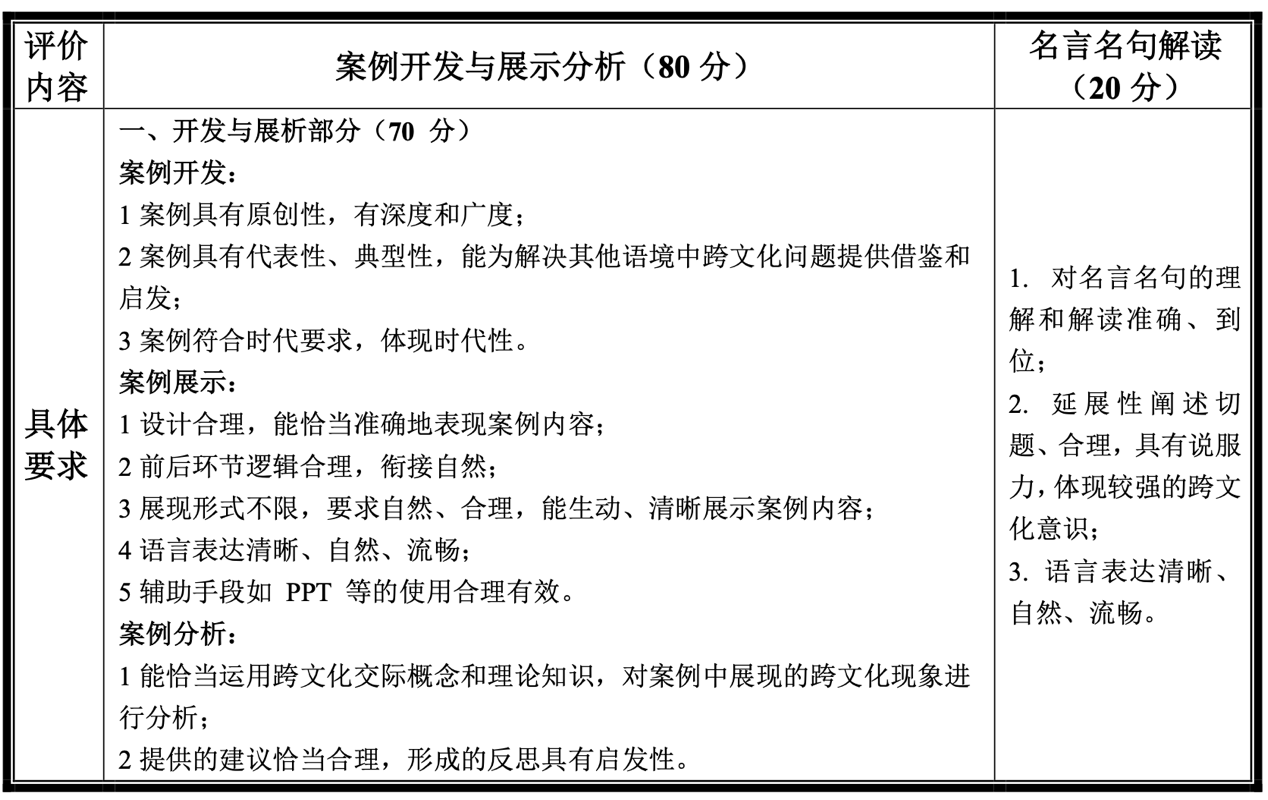 评价
内容
案例开发与展示分析（80 分）
名言名句解读
（20 分）
具体
要求
一、开发与展析部分（70 分）
案例开发：
1 案例具有原创性，有深度和广度；
2 案例具有代表性、典型性，能为解决其他语境中跨文化问题提供借鉴和
启发；
3 案例符合时代要求，体现时代性。
案例展示：
1 设计合理，能恰当准确地表现案例内容；
2 前后环节逻辑合理，衔接自然；
3 展现形式不限，要求自然、合理，能生动、清晰展示案例内容；
4 语言表达清晰、自然、流畅；
5 辅助手段如 PPT 等的使用合理有效。
案例分析：
1 能恰当运用跨文化交际概念和理论知识，对案例中展现的跨文化现象进
行分析；
2 提供的建议恰当合理，形成的反思具有启发性。
1. 对名言名句的理
解和解读准确、到
位；
2. 延展性阐述切
题、合理，具有说服
力，体现较强的跨文
化意识；
3. 语言表达清晰、
自然、流畅。